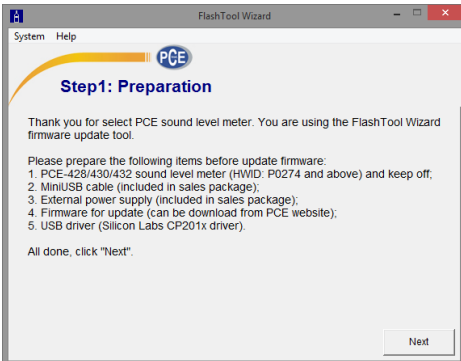 FlashTool Wizard
System Help
PCE
Step1: Preparation
Thank you for select PCE sound level meter. You are using the FlashTool Wizard
firmware update tool.
Please prepare the following items before update firmware:
1. PCE-428/430/432 sound level meter (HWID: P0274 and above) and keep off;
2. MiniUSB cable (included in sales package);
3. External power supply (included in sales package);
4. Firmware for update (can be download from PCE website);
5. USB driver (Silicon Labs CP201x driver).
All done, click "Next".
Next